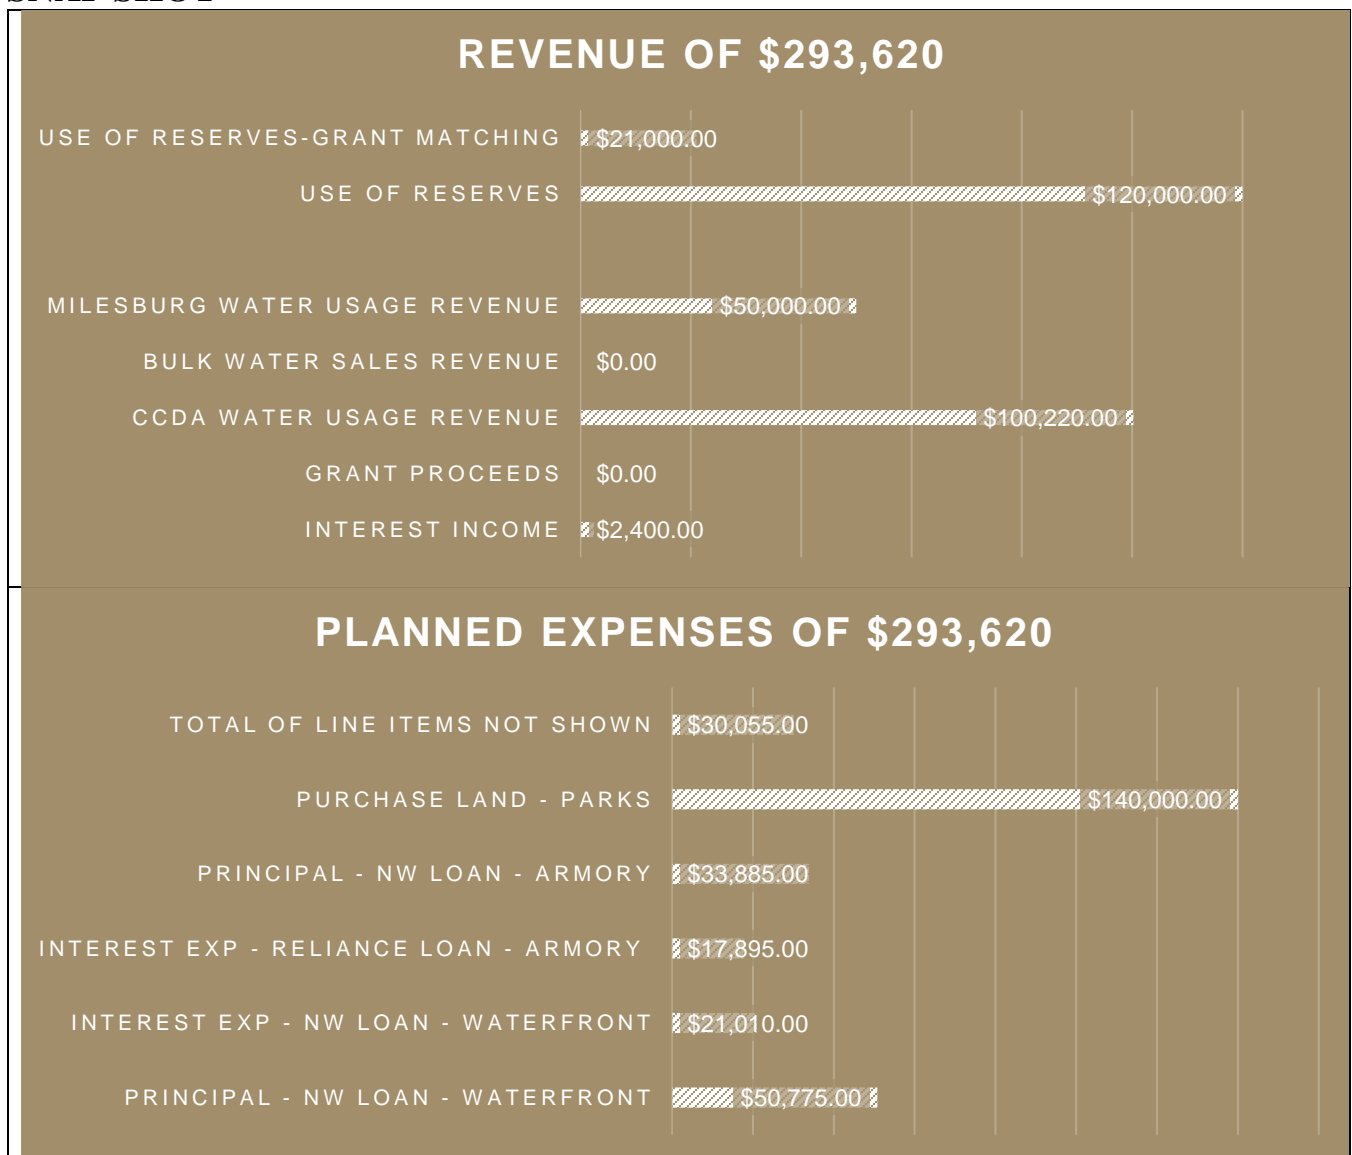 SNAP SHOT
REVENUE OF $293,620
USE OF RESERVES-GRANT MATCHING $21,000.00
USE OF RESERVES $120,000.00
MILESBURG WATER USAGE REVENUE $50,000.00
BULK WATER SALES REVENUE $0.00
CCDA WATER USAGE REVENUE $100,220.00
GRANT PROCEEDS $0.00
INTEREST INCOME $2,400.00
PLANNED EXPENSES OF $293,620
TOTAL OF LINE ITEMS NOT SHOWN $30,055.00
PURCHASE LAND - PARKS $140,000.00
PRINCIPAL - NW LOAN - ARMORY $33,885.00
INTEREST EXP - RELIANCE LOAN - ARMORY $17,895.00
INTEREST EXP - NW LOAN - WATERFRONT $21,010.00
PRINCIPAL - NW LOAN - WATERFRONT $50,775.00